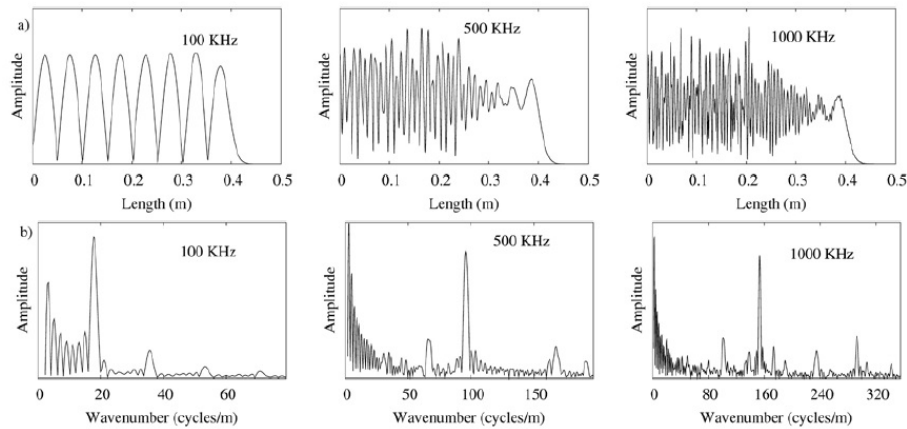 a)
100 KHz
Amplitude
0 0.1 0.2 0.3 0.4 0.5
Length (m)
500 KHz
Amplitude
0 0.1 0.2 0.3 0.4 0.5
Length (m)
1000 KHz
Amplitude
0 0.1 0.2 0.3 0.4 0.5
Length (m)
b)
100 KHz
Amplitude
0 20 40 60
Wavenumber (cycles/m)
500 KHz
Amplitude
0 50 100 150
Wavenumber (cycles/m)
1000 KHz
Amplitude
0 80 160 240 320
Wavenumber (cycles/m)